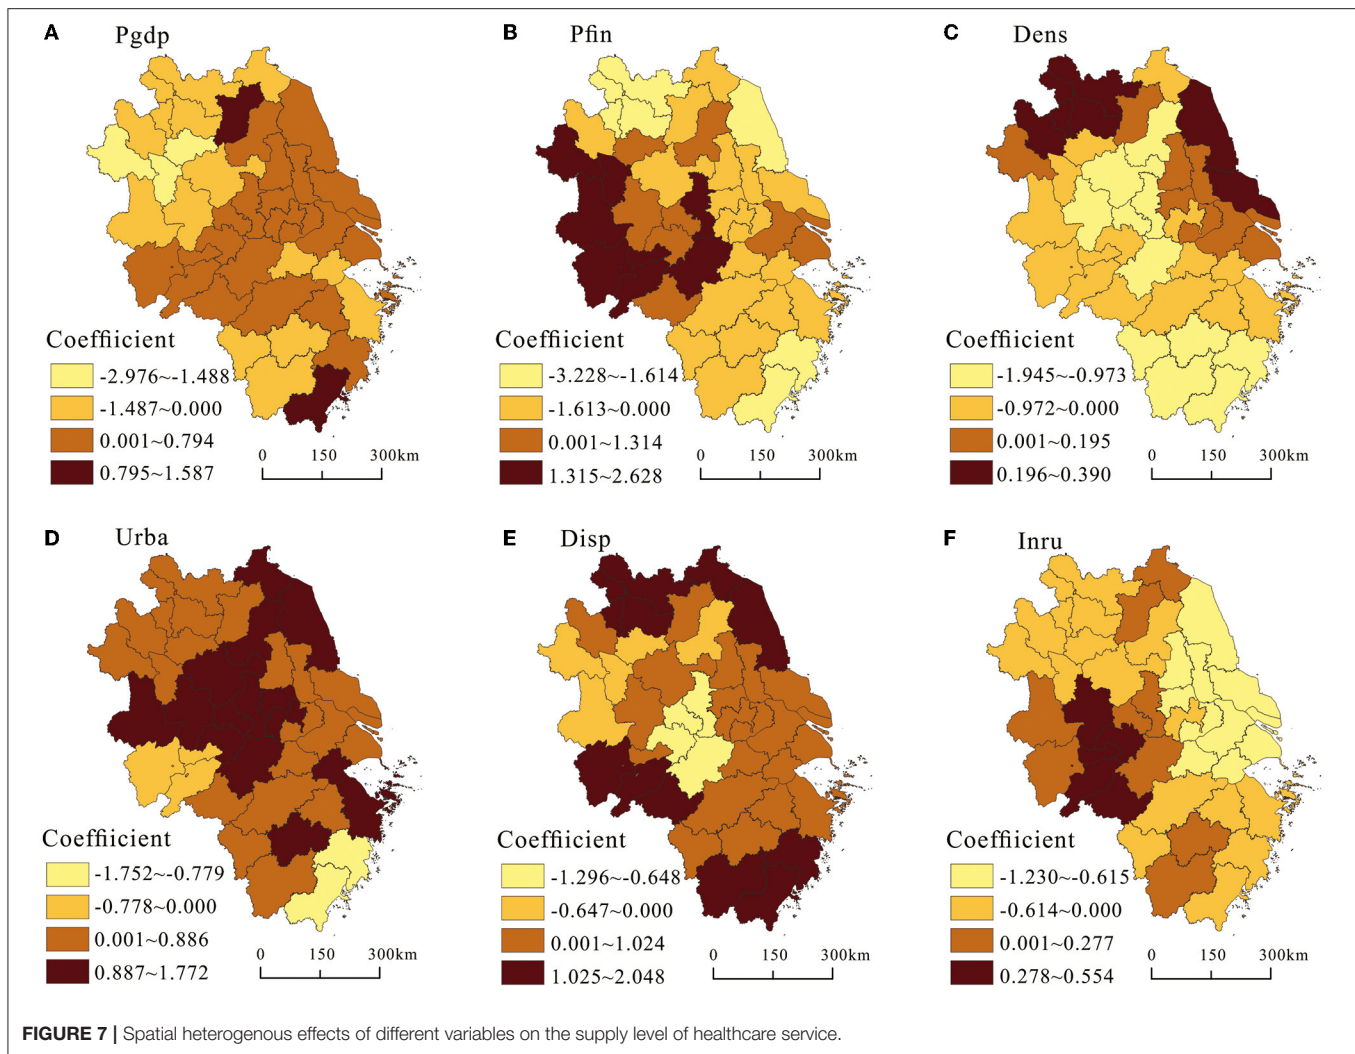 A
Pgdp
Coeffiicient
-2.976~-1.488
-1.487~0.000
0.001~0.794
0.795~1.587
0 150 300km
B
Pfin
Coeffiicient
-3.228~-1.614
-1.613~0.000
0.001~1.314
1.315~2.628
0 150 300km
C
Dens
Coeffiicient
-1.945~-0.973
-0.972~0.000
0.001~0.195
0.196~0.390
0 150 300km
D
Urba
Coeffiicient
-1.752~-0.779
-0.778~0.000
0.001~0.886
0.887~1.772
0 150 300km
E
Disp
Coeffiicient
-1.296~-0.648
-0.647~0.000
0.001~1.024
1.025~2.048
0 150 300km
F
Inru
Coeffiicient
-1.230~-0.615
-0.614~0.000
0.001~0.277
0.278~0.554
0 150 300km
FIGURE 7 | Spatial heterogenous effects of different variables on the supply level of healthcare service.